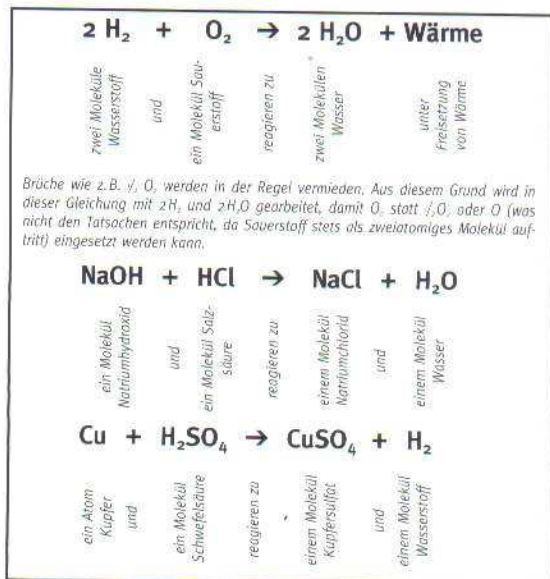 2 H₂ + O₂ → 2 H₂O + Wärme
zwei Moleküle
Wasserstoff
und
ein Molekül Sau-
erstoff
reagieren zu
zwei Molekülen
Wasser
unter
Freisetzung
von Wärme
Brüche wie z.B. ½ O₂ werden in der Regel vermieden. Aus diesem Grund wird in
dieser Gleichung mit 2H₂ und 2H₂O gearbeitet, damit O₂ statt ½O₂ oder O (was
nicht den Tatsachen entspricht, da Sauerstoff stets als zweiatomiges Molekül auf-
tritt) eingesetzt werden kann.
NaOH + HCl → NaCl + H₂O
ein Molekül
Natriumhydroxid
und
ein Molekül Salz-
säure
reagieren zu
einem Molekül
Natriumchlorid
und
einem Molekül
Wasser
Cu + H₂SO₄ → CuSO₄ + H₂
ein Atom
Kupfer
und
ein Molekül
Schwefelsäure
reagieren zu
einem Molekül
Kupfersulfat
und
einem Molekül
Wasserstoff